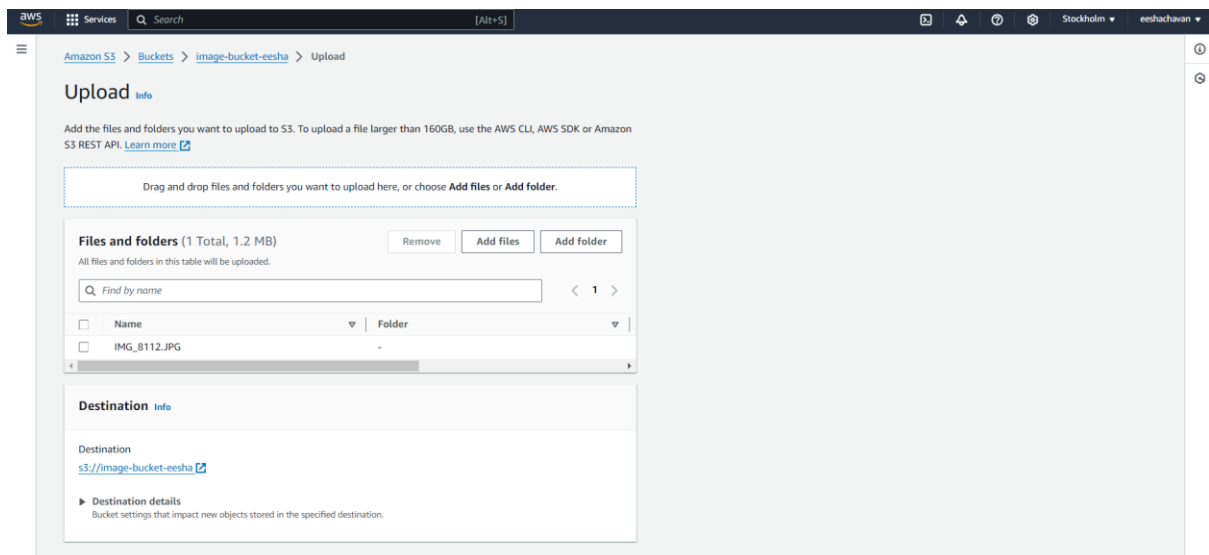 aws Services Search [Alt+S] Stockholm eeshachavan
Amazon S3 > Buckets > image-bucket-eesha > Upload
Upload Info
Add the files and folders you want to upload to S3. To upload a file larger than 160GB, use the AWS CLI, AWS SDK or Amazon
S3 REST API. Learn more
Drag and drop files and folders you want to upload here, or choose Add files or Add folder.
Files and folders (1 Total, 1.2 MB) Remove Add files Add folder
All files and folders in this table will be uploaded.
Find by name < 1 >
Name Folder
IMG_8112.JPG -
Destination Info
Destination
s3://image-bucket-eesha
Destination details
Bucket settings that impact new objects stored in the specified destination.